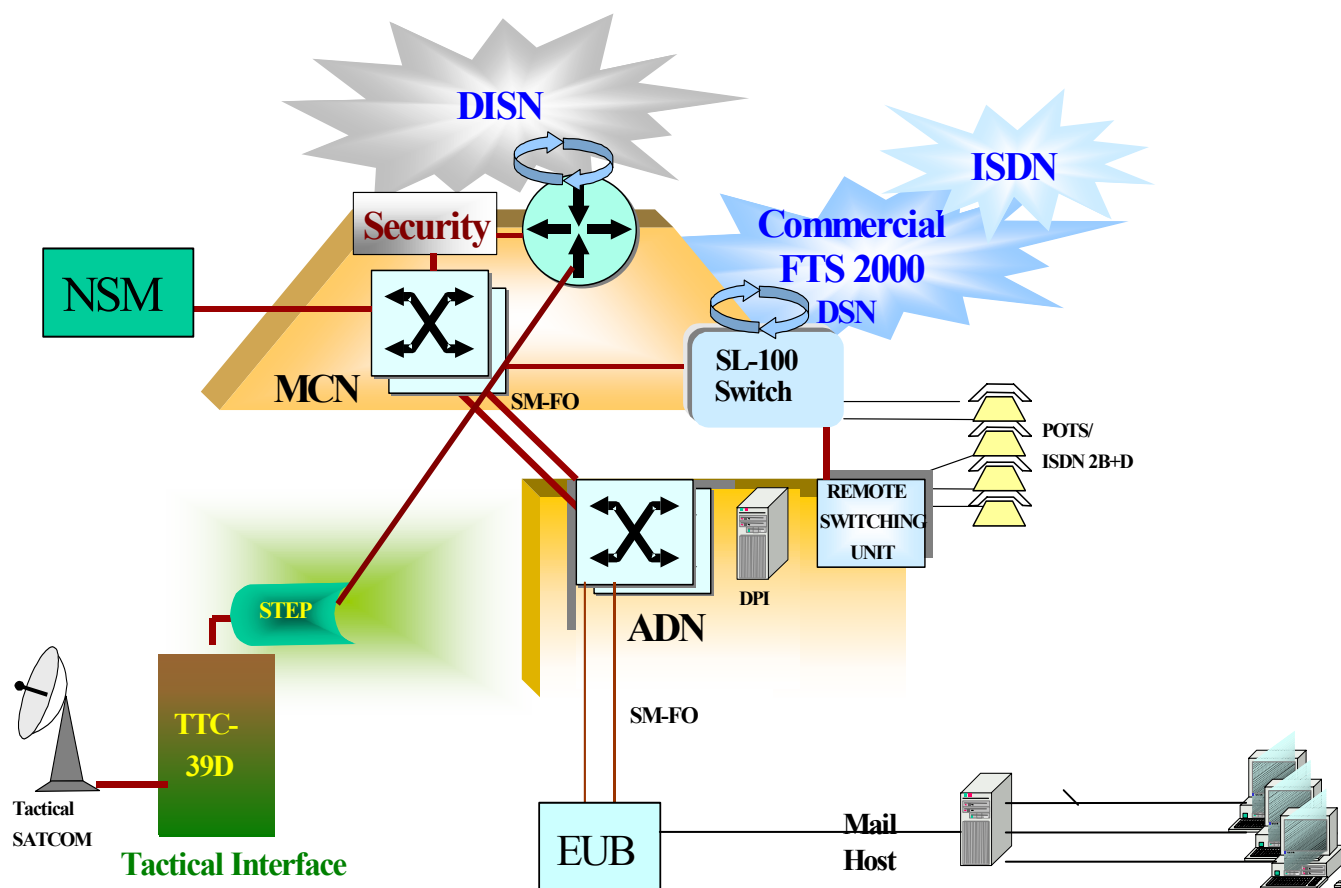 DISN
ISDN
Security
Commercial
FTS 2000
DSN
NSM
SL-100
Switch
MCN
SM-FO
POTS/
ISDN 2B+D
REMOTE
SWITCHING
UNIT
DPI
STEP
ADN
TTC-
39D
SM-FO
Tactical
SATCOM
Mail
Host
EUB
Tactical Interface